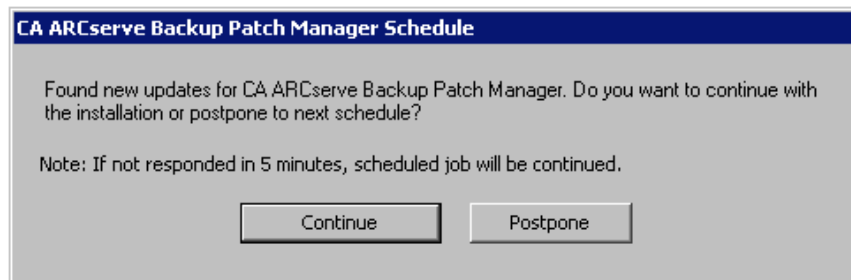 CA ARCserve Backup Patch Manager Schedule
Found new updates for CA ARCserve Backup Patch Manager. Do you want to continue with
the installation or postpone to next schedule?
Note: If not responded in 5 minutes, scheduled job will be continued.
Continue Postpone